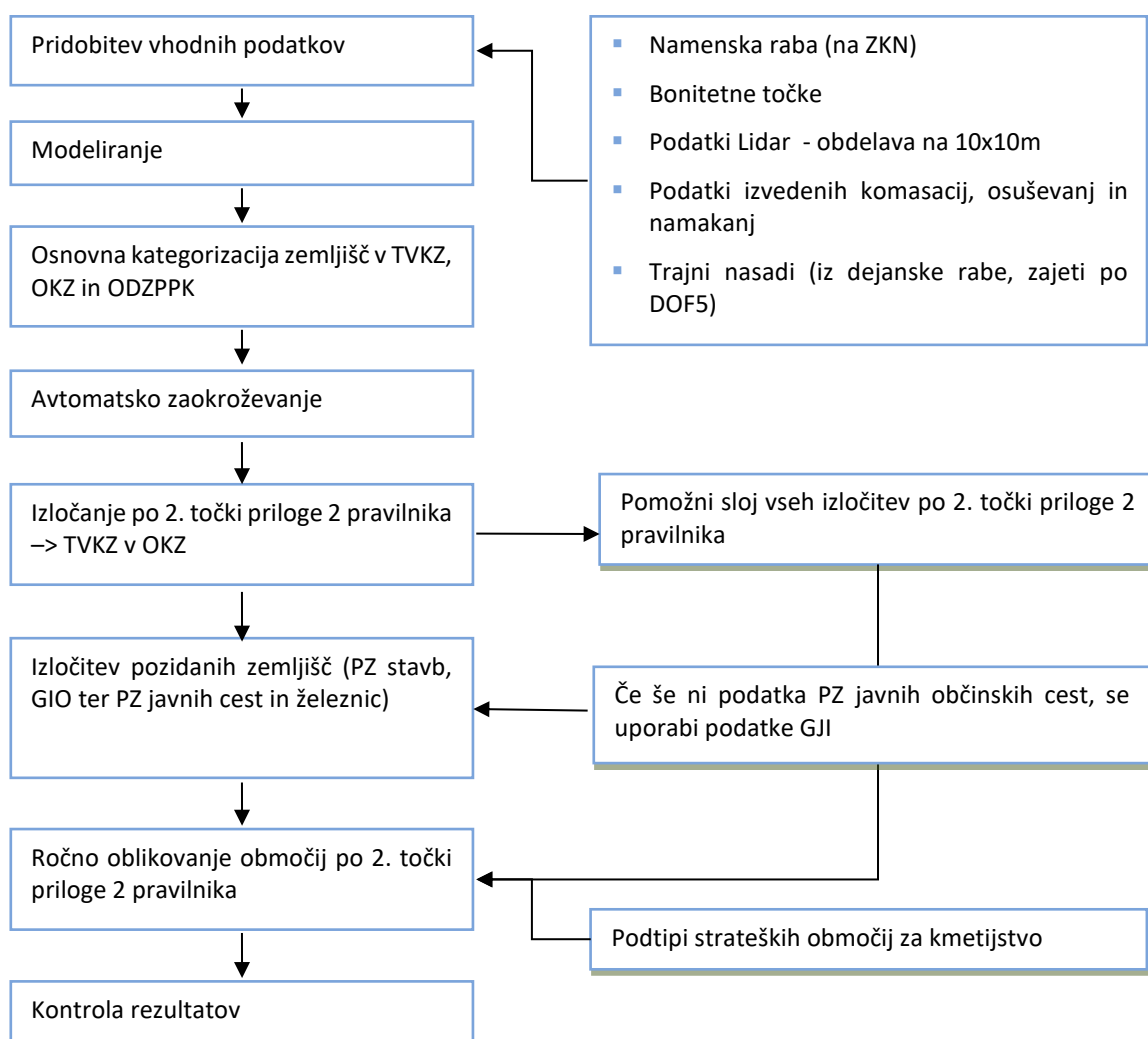 Pridobitev vhodnih podatkov
Modeliranje
Osnovna kategorizacija zemljišč v TVKZ,
OKZ in ODZPPK
Avtomatsko zaokroževanje
Izločanje po 2. točki priloge 2 pravilnika
–> TVKZ v OKZ
Izločitev pozidanih zemljišč (PZ stavb,
GIO ter PZ javnih cest in železnic)
Ročno oblikovanje območij po 2. točki
priloge 2 pravilnika
Kontrola rezultatov
▪ Namenska raba (na ZKN)
▪ Bonitetne točke
▪ Podatki Lidar - obdelava na 10x10m
▪ Podatki izvedenih komasacij, osuševanj in
namakanj
▪ Trajni nasadi (iz dejanske rabe, zajeti po
DOF5)
Pomožni sloj vseh izločitev po 2. točki priloge 2
pravilnika
Če še ni podatka PZ javnih občinskih cest, se
uporabi podatke GJI
Podtipi strateških območij za kmetijstvo